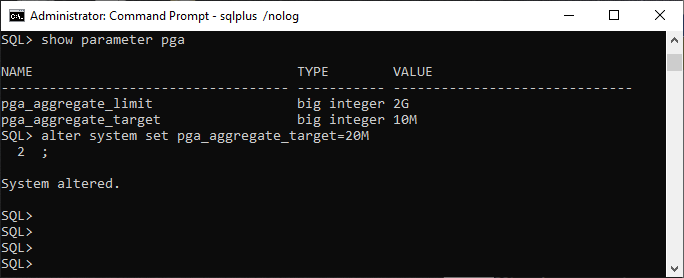 Administrator: Command Prompt - sqlplus /nolog
SQL> show parameter pga
NAME                                 TYPE        VALUE
------------------------------------ ----------- ------------------------------
pga_aggregate_limit                  big integer 2G
pga_aggregate_target                 big integer 10M
SQL> alter system set pga_aggregate_target=20M
  2  ;
System altered.
SQL>
SQL>
SQL>
SQL>